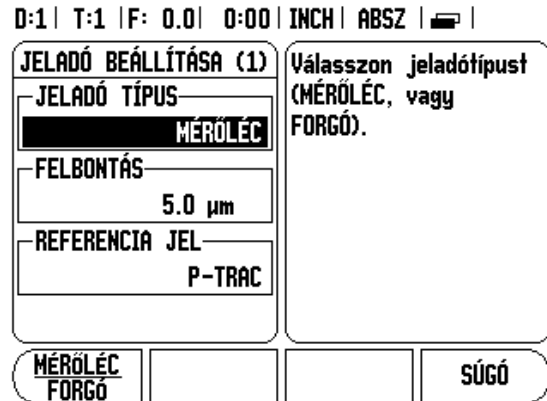 D:1 | T:1 | F: 0.0 | 0:00 | INCH | ABSZ |
JELADÓ BEÁLLÍTÁSA (1)
JELADÓ TÍPUS
MÉRŐLÉC
FELBONTÁS
5.0 µm
REFERENCIA JEL
P-TRAC
Válasszon jeladótípust
(MÉRŐLÉC, vagy
FORGÓ).
MÉRŐLÉC
FORGÓ
SÚGÓ